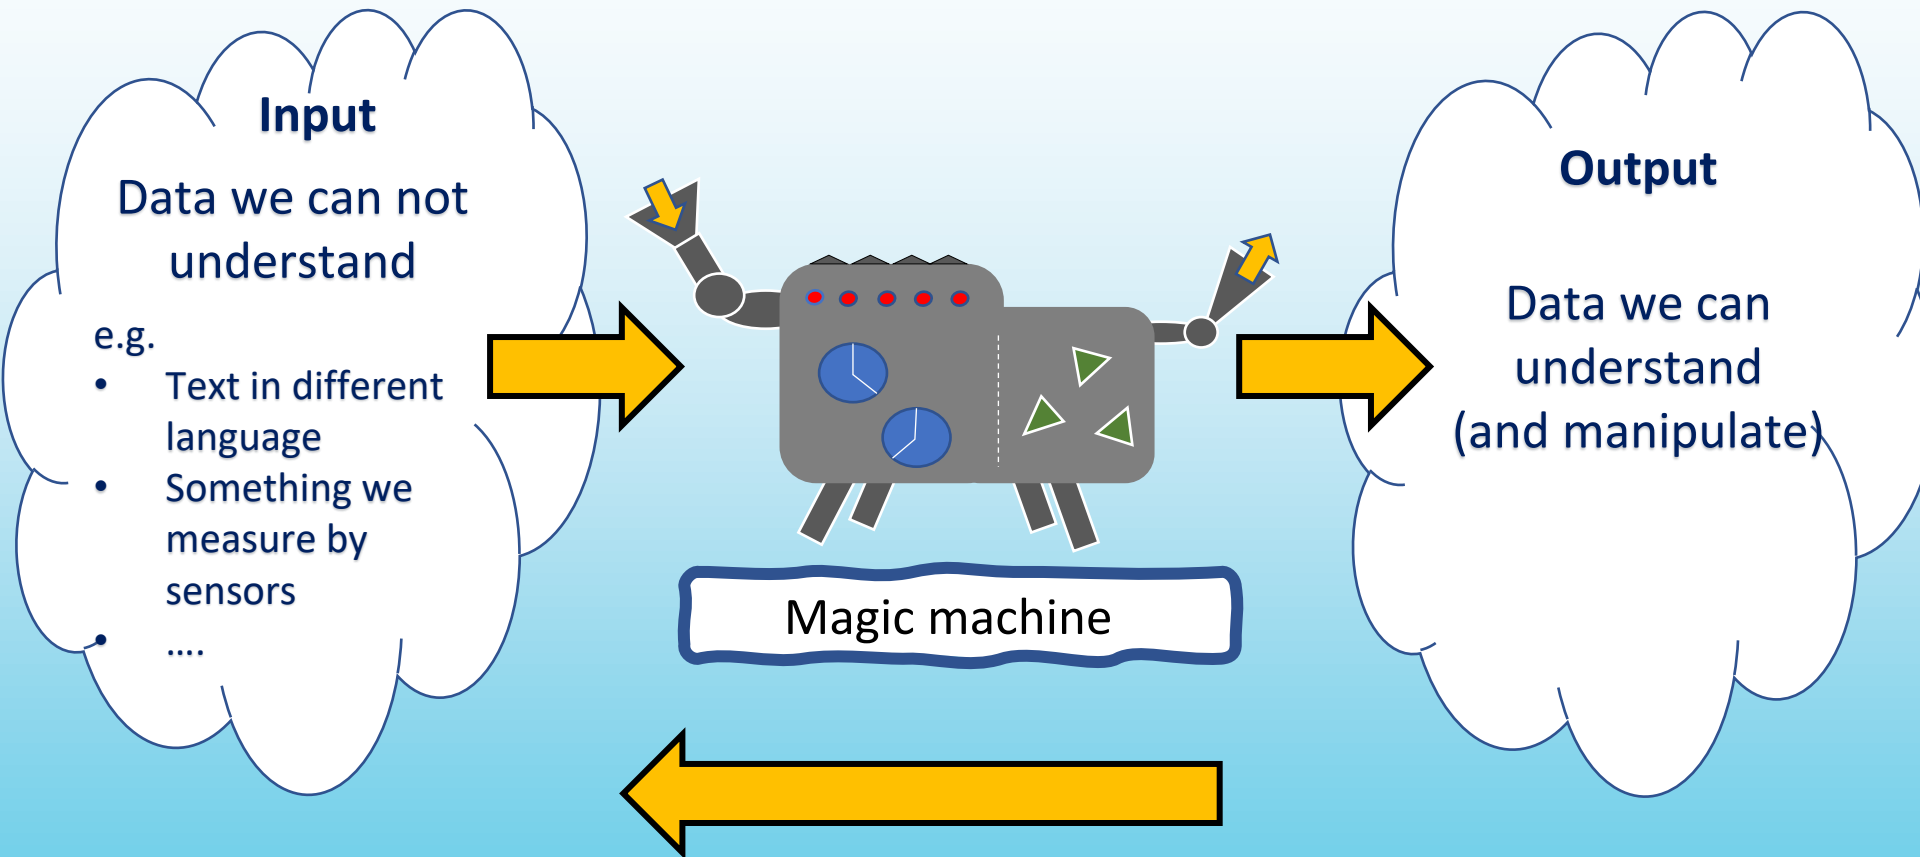 Input
Data we can not
understand
e.g.
• Text in different
language
• Something we
measure by
sensors
• ....
Magic machine
Output
Data we can
understand
(and manipulate)